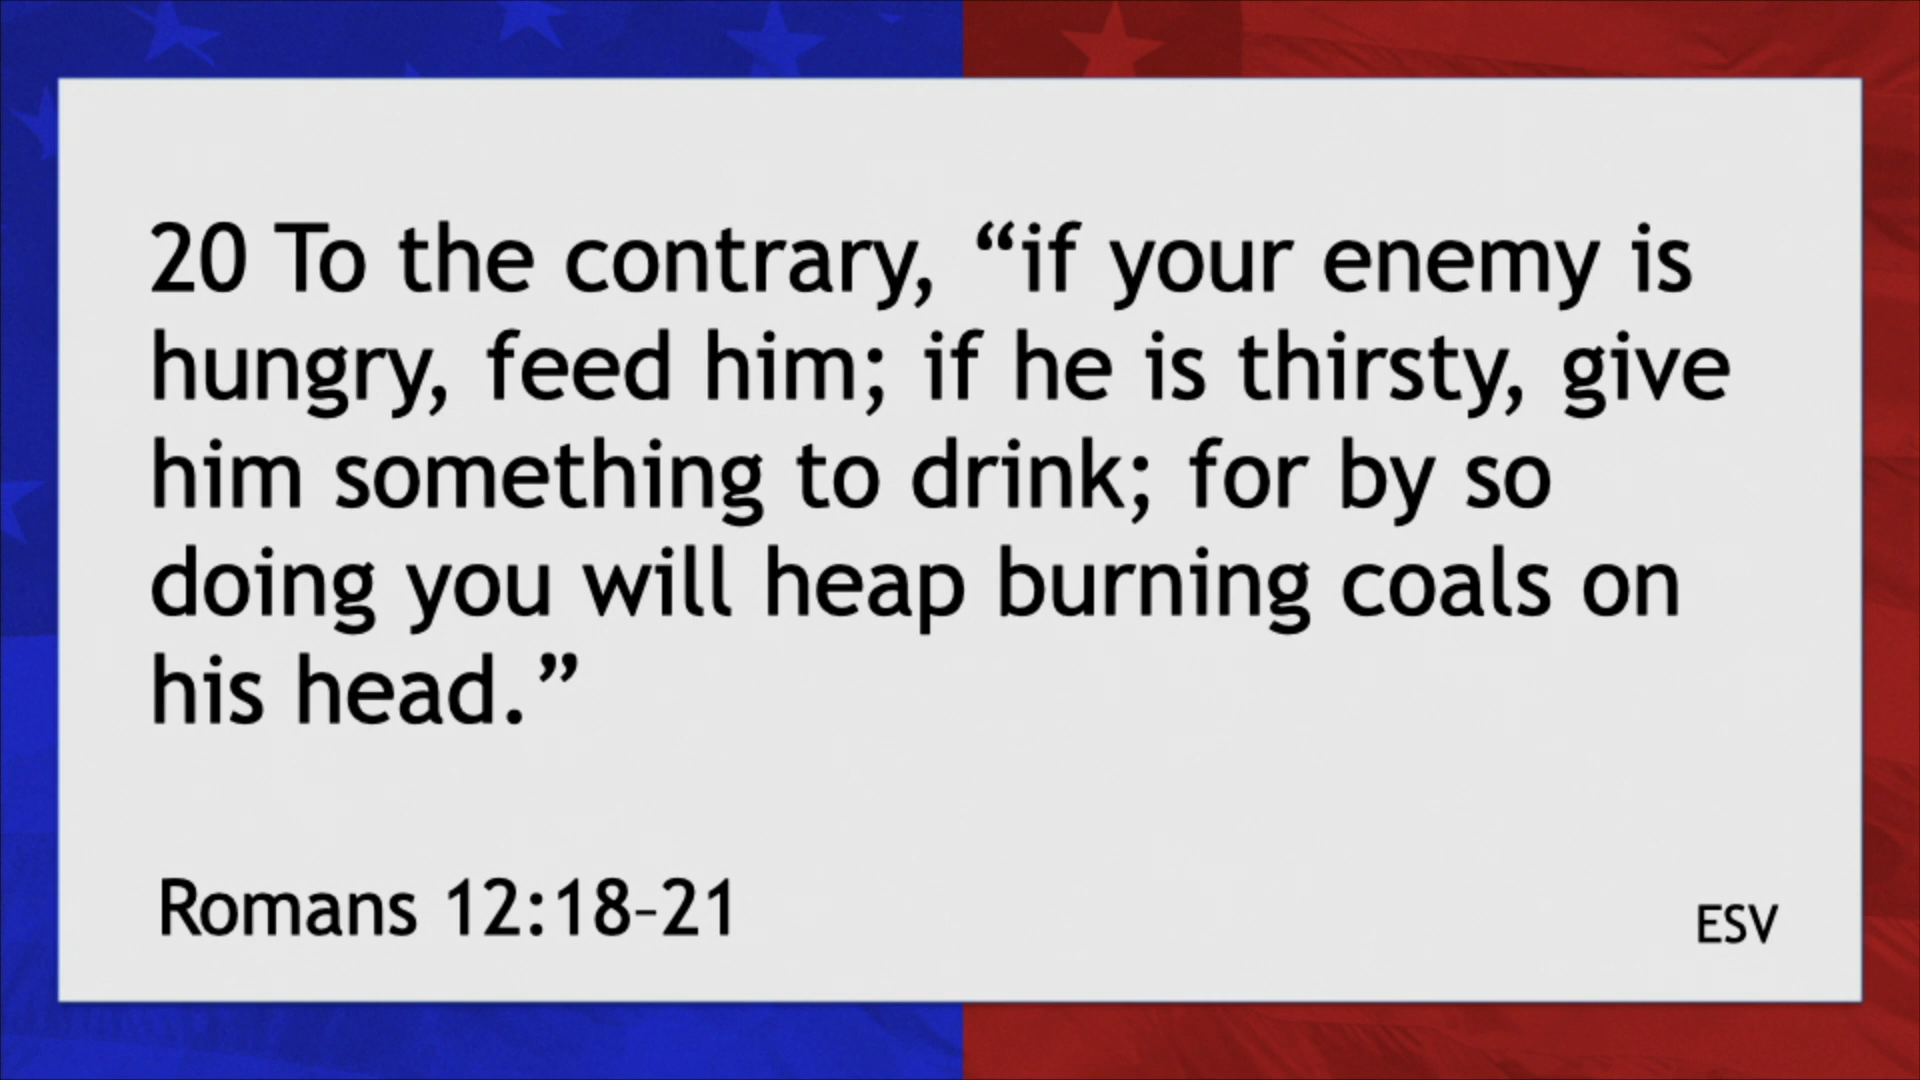 20 To the contrary, “if your enemy is
hungry, feed him; if he is thirsty, give
him something to drink; for by so
doing you will heap burning coals on
his head.”
Romans 12:18–21
ESV